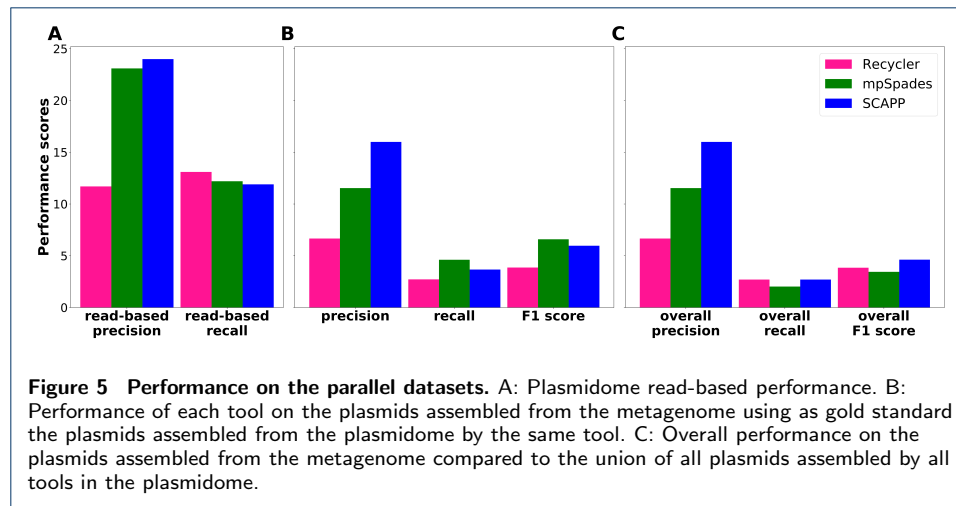 A
B
C
25
20
15
10
5
0
Performance scores
Recycler
mpSpades
SCAPP
read-based
precision
read-based
recall
precision
recall
F1 score
overall
precision
overall
recall
overall
F1 score
Figure 5 Performance on the parallel datasets. A: Plasmidome read-based performance. B:
Performance of each tool on the plasmids assembled from the metagenome using as gold standard
the plasmids assembled from the plasmidome by the same tool. C: Overall performance on the
plasmids assembled from the metagenome compared to the union of all plasmids assembled by all
tools in the plasmidome.